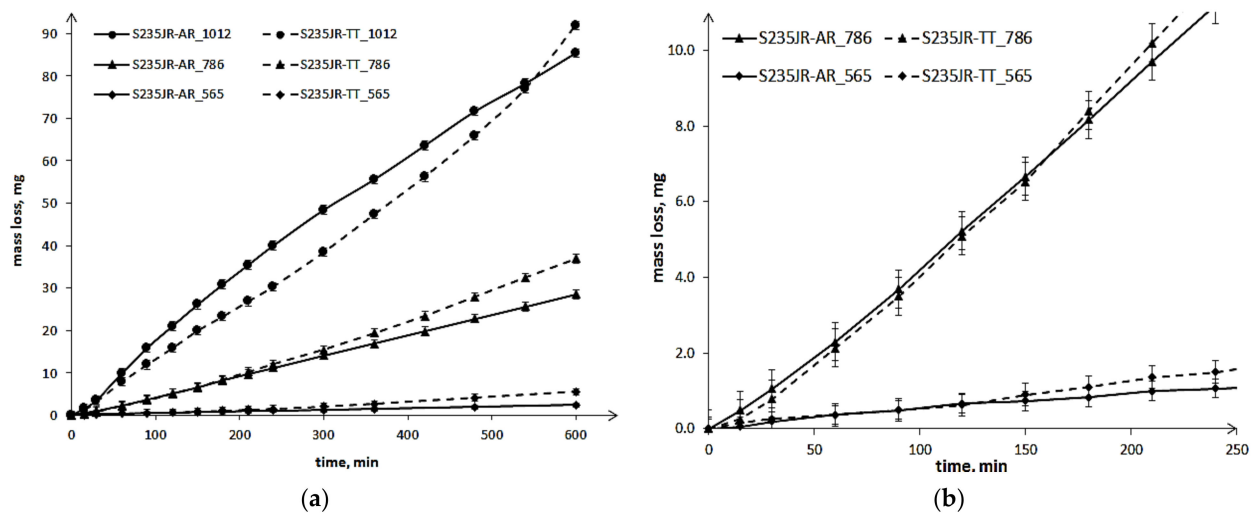 S235JR-AR_1012 S235JR-TT_1012
S235JR-AR_786 S235JR-TT_786
S235JR-AR_565 S235JR-TT_565
mass loss, mg
90
80
70
60
50
40
30
20
10
0
0 100 200 300 400 500 600
time, min
(a)
S235JR-AR_786 S235JR-TT_786
S235JR-AR_565 S235JR-TT_565
mass loss, mg
10.0
8.0
6.0
4.0
2.0
0.0
0 50 100 150 200 250
time, min
(b)